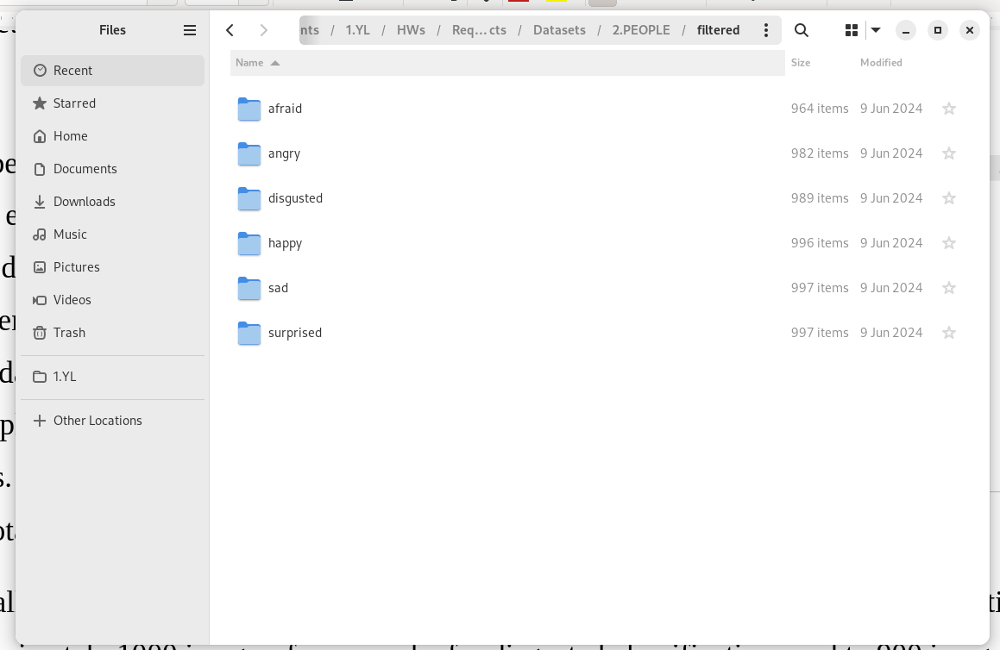 Files
nts / 1.YL / HWs / Req…cts / Datasets / 2.PEOPLE / filtered
Recent
Starred
Home
Documents
Downloads
Music
Pictures
Videos
Trash
1.YL
Other Locations
Name Size Modified
afraid 964 items 9 Jun 2024
angry 982 items 9 Jun 2024
disgusted 989 items 9 Jun 2024
happy 996 items 9 Jun 2024
sad 997 items 9 Jun 2024
surprised 997 items 9 Jun 2024